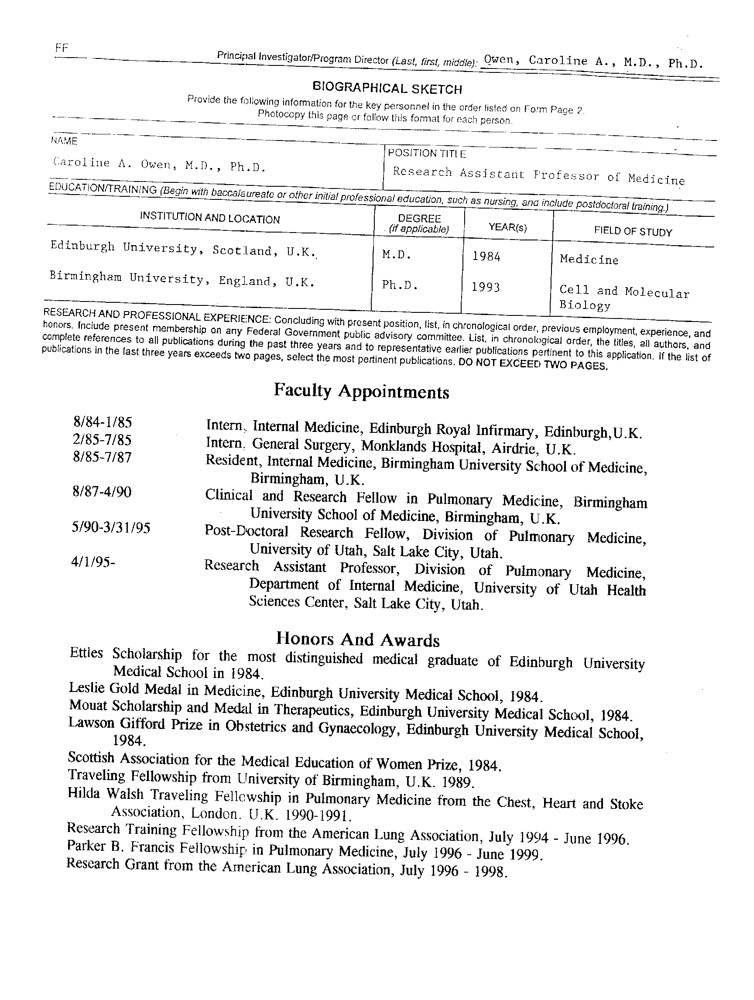 FF
Principal Investigator/Program Director (Last, first, middle): Owen, Caroline A., M.D., Ph.D.
BIOGRAPHICAL SKETCH
Provide the following information for the key personnel in the order listed on Form Page 2.
Photocopy this page or follow this format for each person.
NAME
Caroline A. Owen, M.D., Ph.D.
POSITION TITLE
Research Assistant Professor of Medicine
EDUCATION/TRAINING (Begin with baccalaureate or other initial professional education, such as nursing, and include postdoctoral training.)
INSTITUTION AND LOCATION
DEGREE
(if applicable)
YEAR(s)
FIELD OF STUDY
Edinburgh University, Scotland, U.K.
M.D.
1984
Medicine
Birmingham University, England, U.K.
Ph.D.
1993
Cell and Molecular
Biology
RESEARCH AND PROFESSIONAL EXPERIENCE: Concluding with present position, list, in chronological order, previous employment, experience, and
honors. Include present membership on any Federal Government public advisory committee. List, in chronological order, the titles, all authors, and
complete references to all publications during the past three years and to representative earlier publications pertinent to this application. If the list of
publications in the last three years exceeds two pages, select the most pertinent publications. DO NOT EXCEED TWO PAGES.
Faculty Appointments
8/84-1/85 Intern, Internal Medicine, Edinburgh Royal Infirmary, Edinburgh,U.K.
2/85-7/85 Intern, General Surgery, Monklands Hospital, Airdrie, U.K.
8/85-7/87 Resident, Internal Medicine, Birmingham University School of Medicine,
Birmingham, U.K.
8/87-4/90 Clinical and Research Fellow in Pulmonary Medicine, Birmingham
University School of Medicine, Birmingham, U.K.
5/90-3/31/95 Post-Doctoral Research Fellow, Division of Pulmonary Medicine,
University of Utah, Salt Lake City, Utah.
4/1/95- Research Assistant Professor, Division of Pulmonary Medicine,
Department of Internal Medicine, University of Utah Health
Sciences Center, Salt Lake City, Utah.
Honors And Awards
Ettles Scholarship for the most distinguished medical graduate of Edinburgh University
Medical School in 1984.
Leslie Gold Medal in Medicine, Edinburgh University Medical School, 1984.
Mouat Scholarship and Medal in Therapeutics, Edinburgh University Medical School, 1984.
Lawson Gifford Prize in Obstetrics and Gynaecology, Edinburgh University Medical School,
1984.
Scottish Association for the Medical Education of Women Prize, 1984.
Traveling Fellowship from University of Birmingham, U.K. 1989.
Hilda Walsh Traveling Fellowship in Pulmonary Medicine from the Chest, Heart and Stoke
Association, London. U.K. 1990-1991.
Research Training Fellowship from the American Lung Association, July 1994 - June 1996.
Parker B. Francis Fellowship in Pulmonary Medicine, July 1996 - June 1999.
Research Grant from the American Lung Association, July 1996 - 1998.